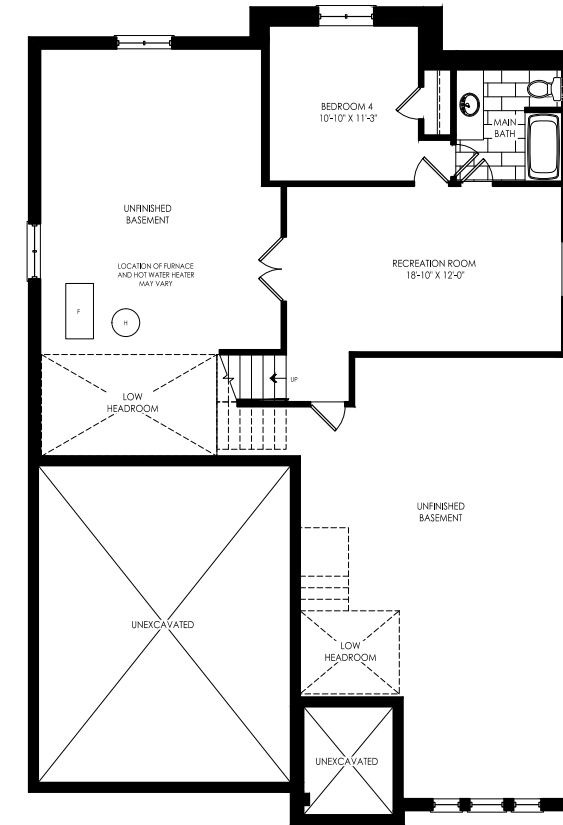 BEDROOM 4
10'-10" X 11'-3"
MAIN
BATH
UNFINISHED
BASEMENT
RECREATION ROOM
18'-10" X 12'-0"
LOCATION OF FURNACE
AND HOT WATER HEATER
MAY VARY
F
H
UP
LOW
HEADROOM
UNFINISHED
BASEMENT
UNEXCAVATED
LOW
HEADROOM
UNEXCAVATED